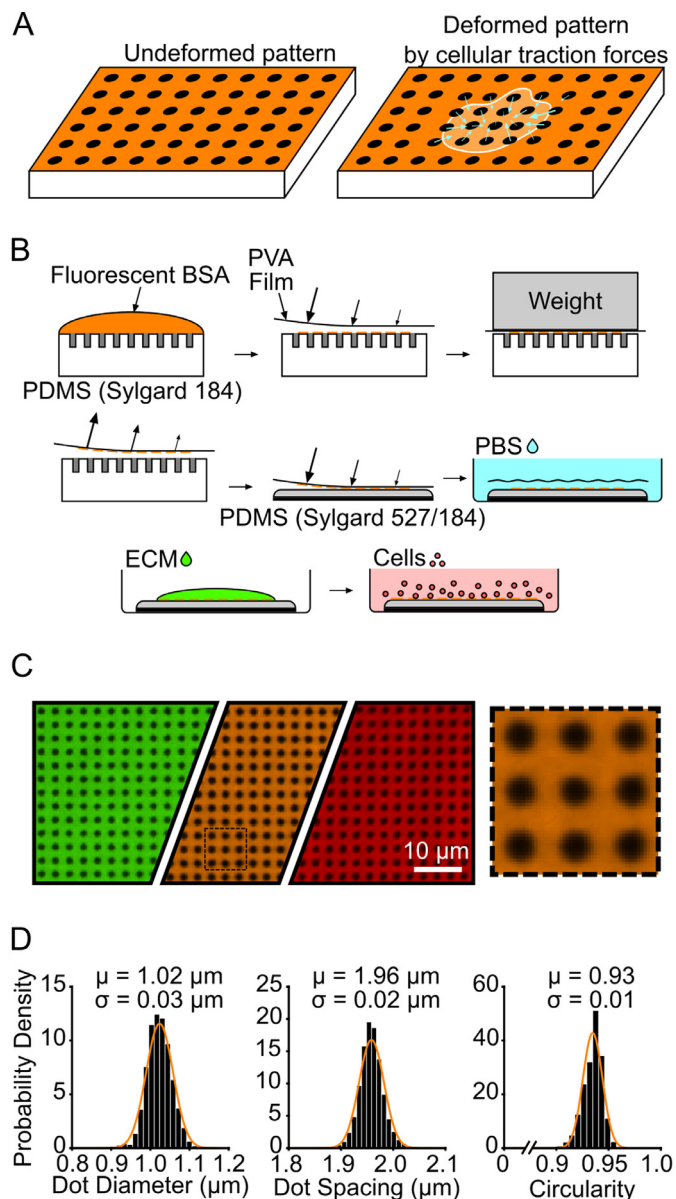 A
Undeformed pattern
Deformed pattern
by cellular traction forces
B
Fluorescent BSA
PVA
Film
Weight
PDMS (Sylgard 184)
PBS
PDMS (Sylgard 527/184)
ECM
Cells
C
10 µm
D
Probability Density
µ = 1.02 µm
σ = 0.03 µm
15
10
5
0
0.8 1.0 1.2
Dot Diameter (µm)
µ = 1.96 µm
σ = 0.02 µm
25
20
15
10
5
0
1.8 1.9 2.0 2.1
Dot Spacing (µm)
µ = 0.93
σ = 0.01
60
40
20
0
0 0.9 0.95 1.0
Circularity